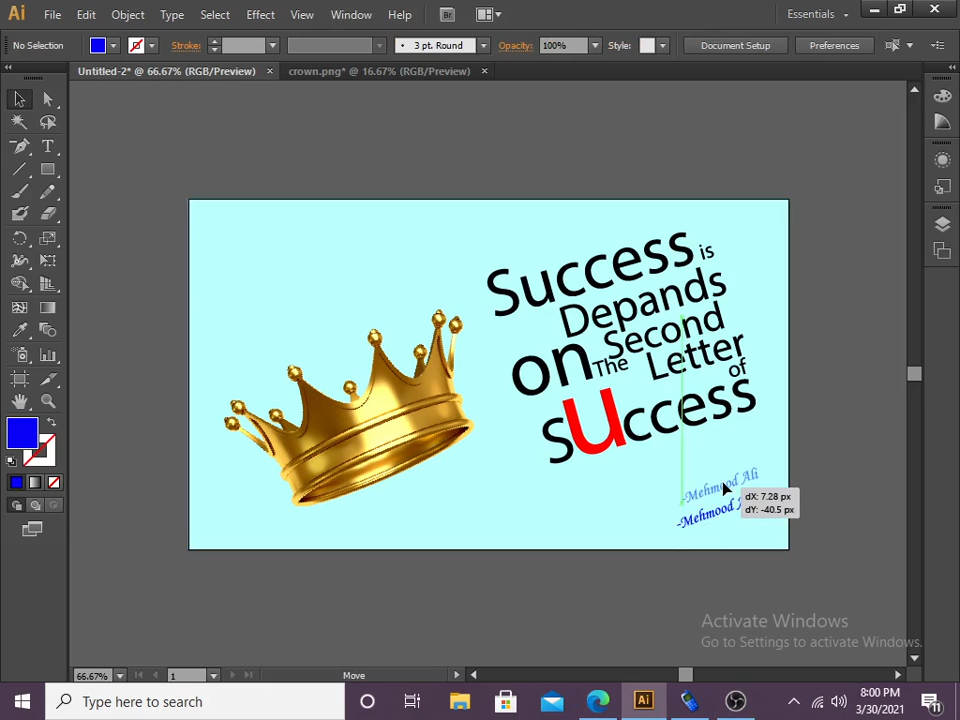 Ai File Edit Object Type Select Effect View Window Help Br Essentials
No Selection Stroke: 3 pt. Round Opacity: 100% Style: Document Setup Preferences
Untitled-2* @ 66.67% (RGB/Preview) crown.png* @ 16.67% (RGB/Preview)
Success is
Depands
on Second
The Letter
of
success
-Mehmood Ali
-Mehmood
dX: 7.28 px
dY: -40.5 px
Activate Windows
Go to Settings to activate Windows.
66.67% 1 Move
Type here to search
Ai
8:00 PM
3/30/2021
11